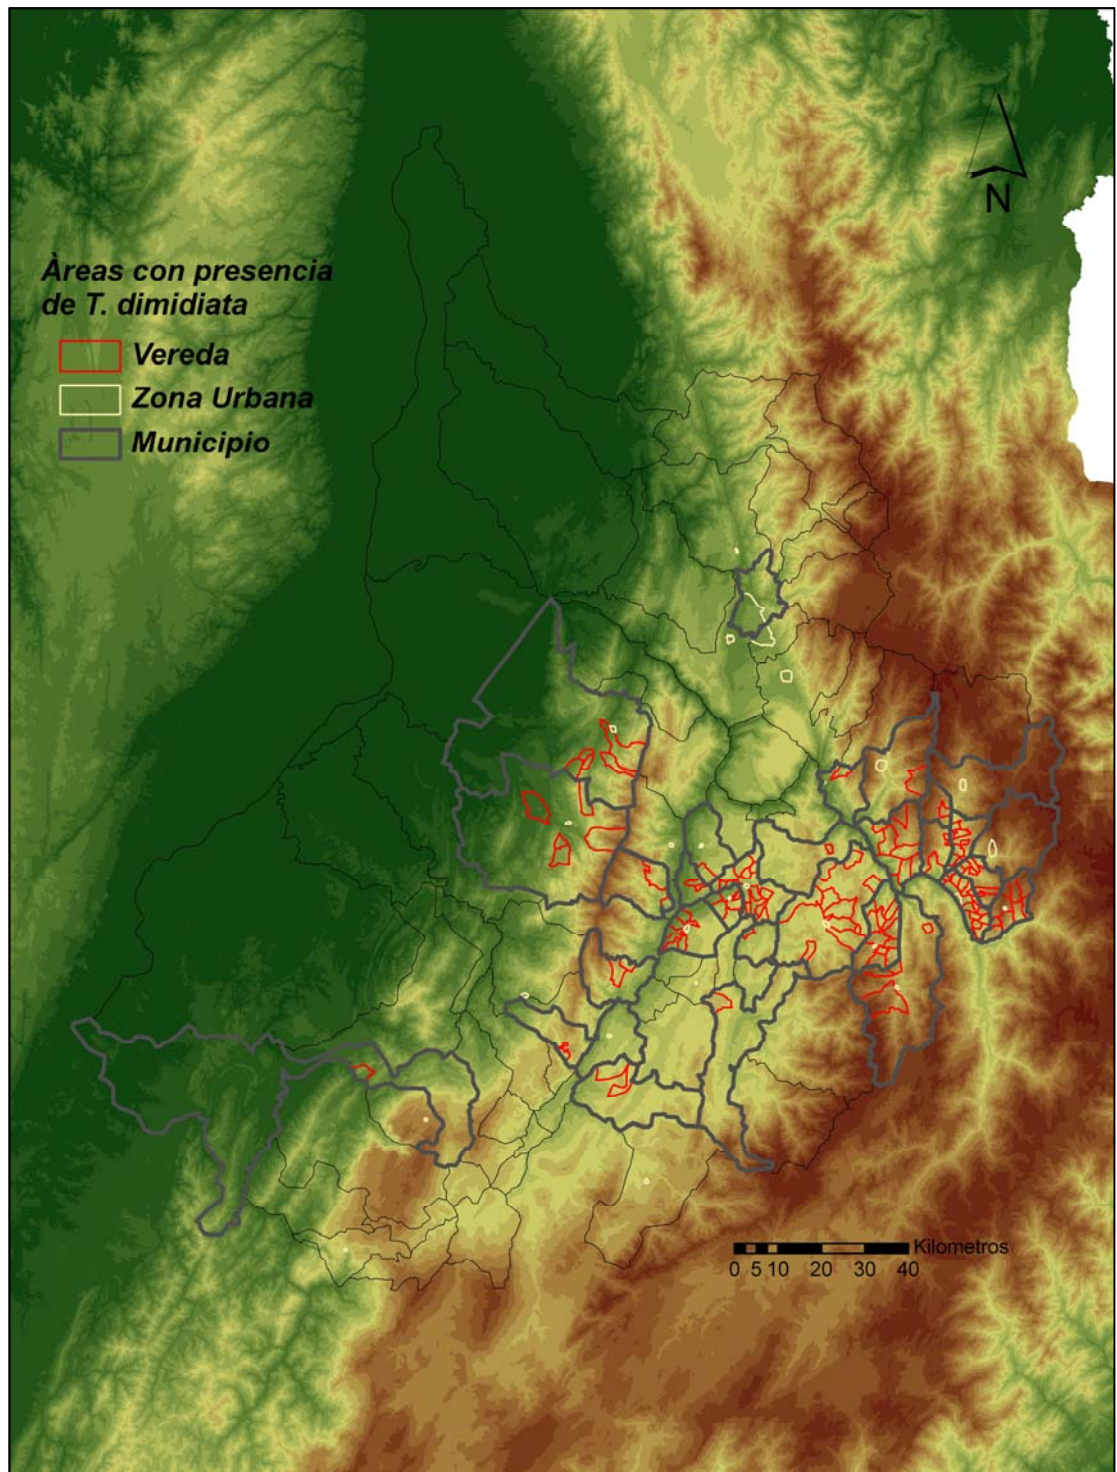 N
Àreas con presencia
de T. dimidiata
Vereda
Zona Urbana
Municipio
Kilometros
0 5 10 20 30 40